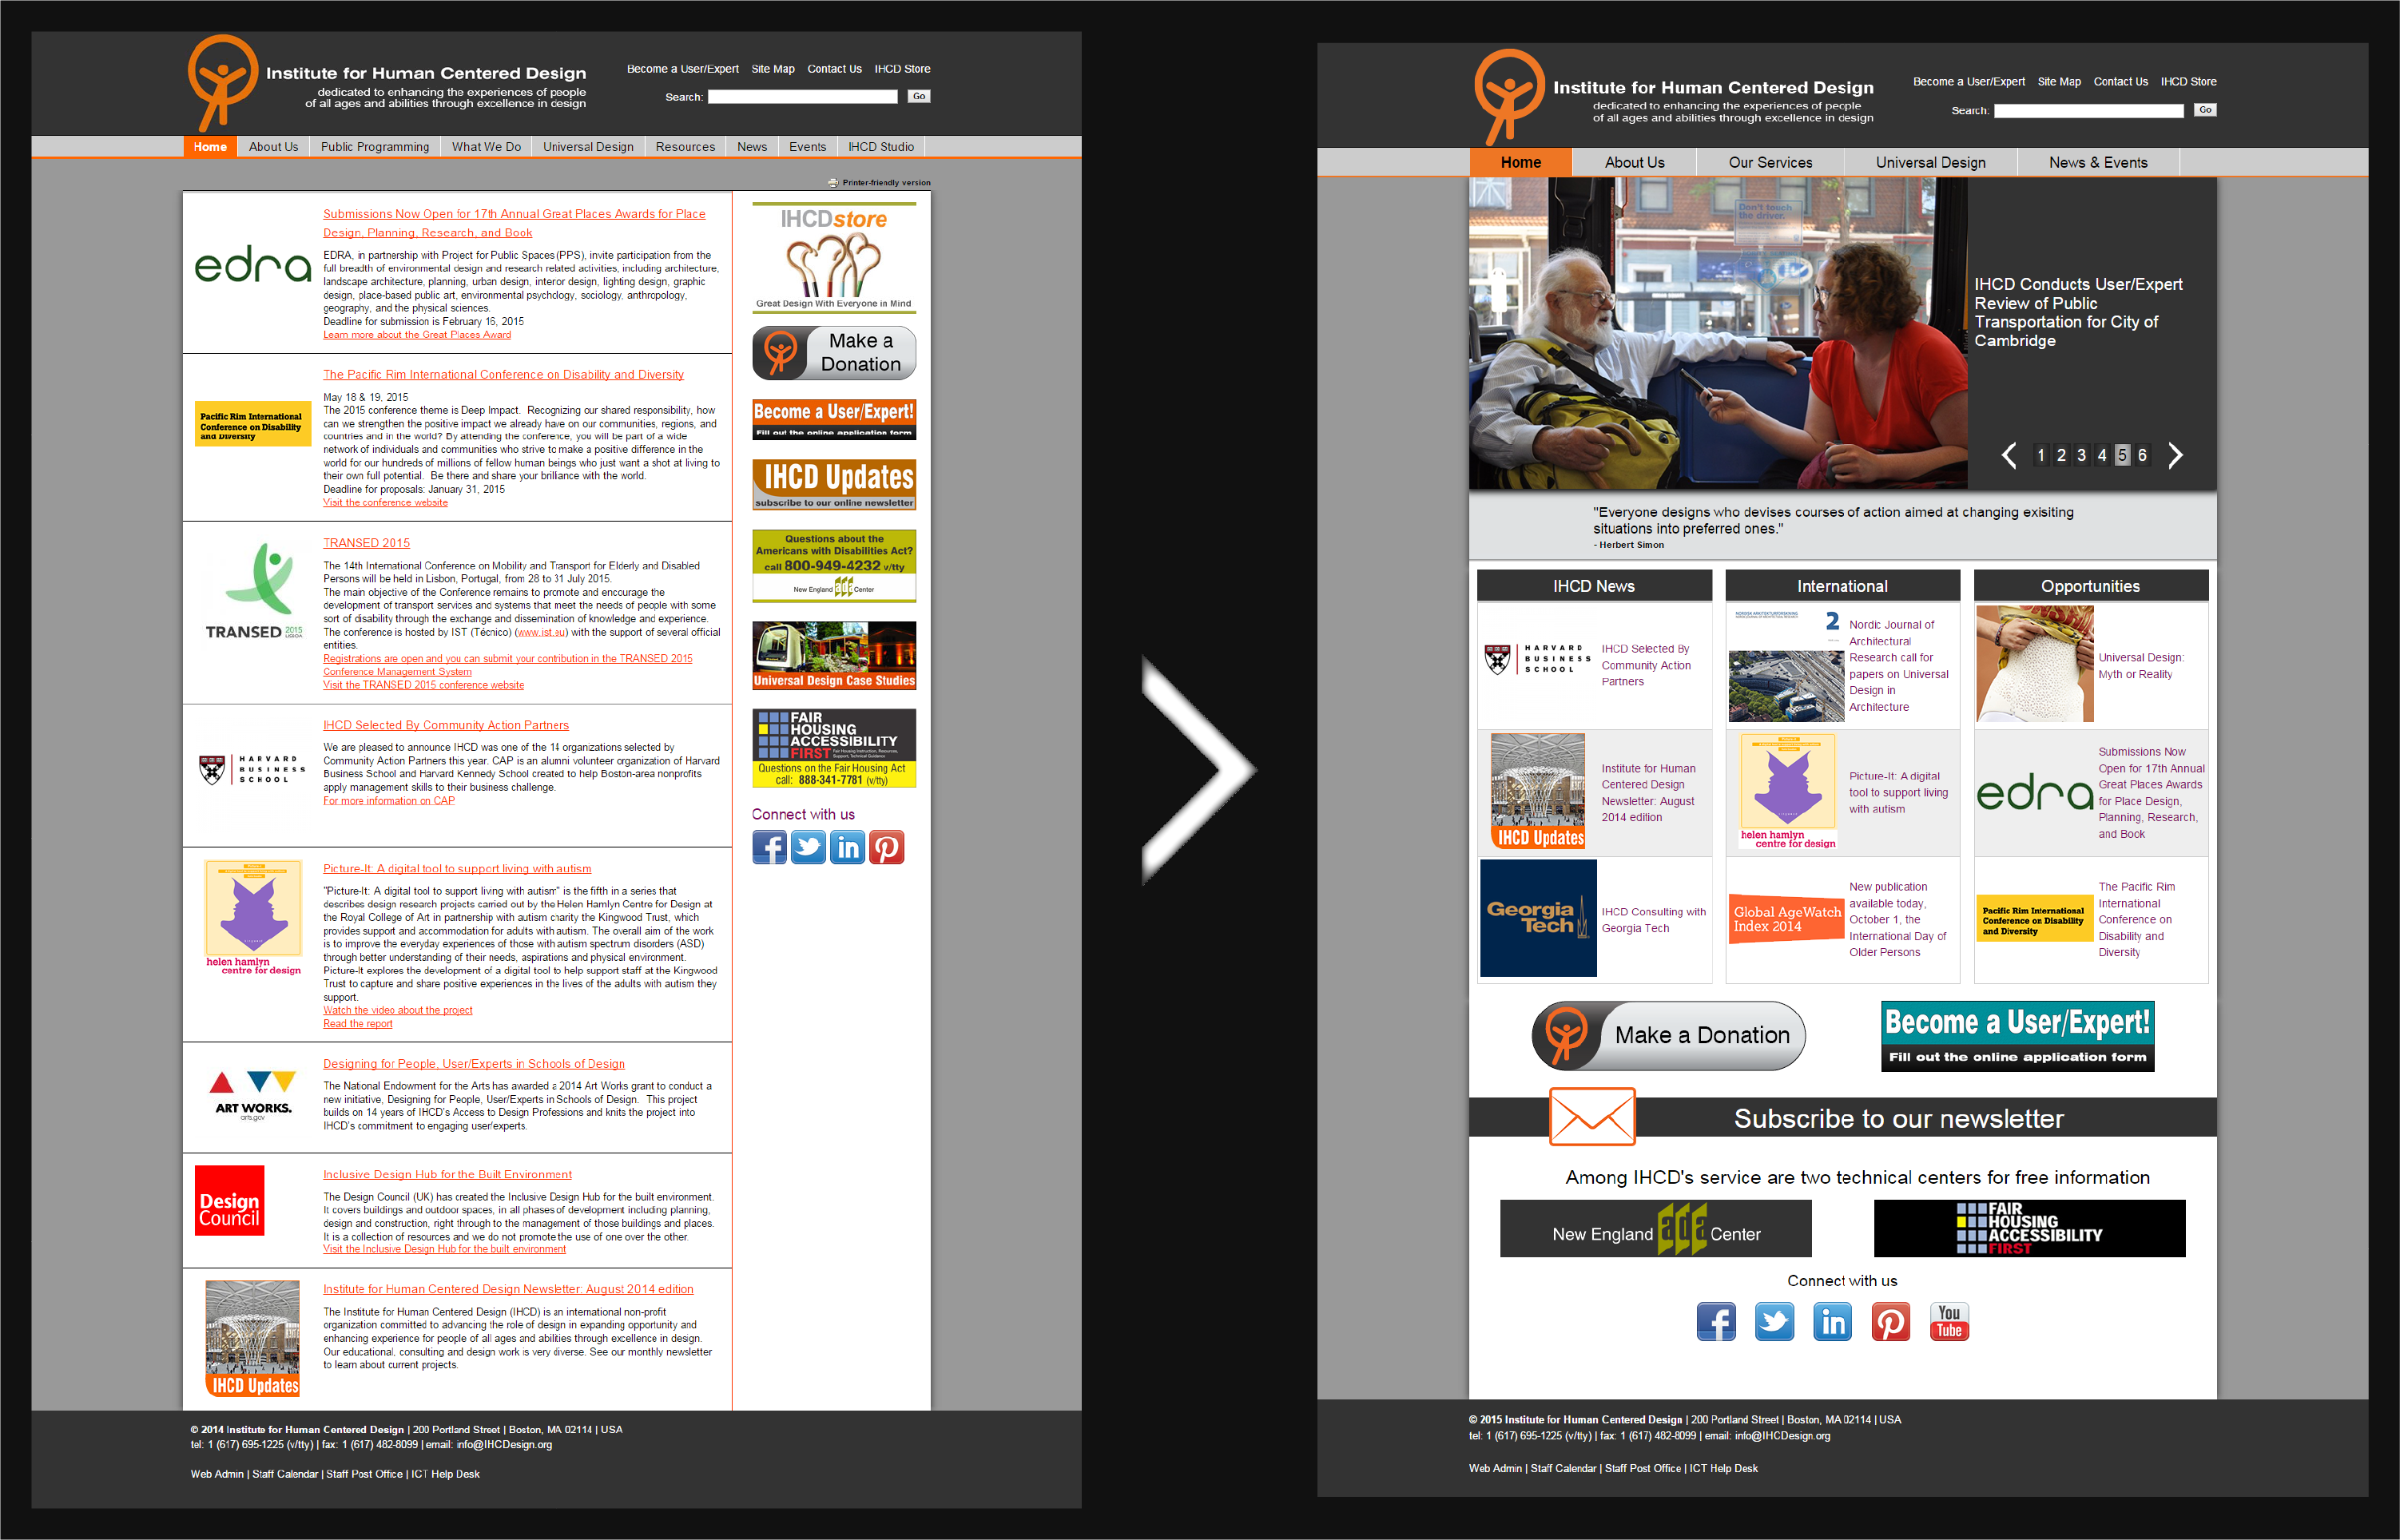 Institute for Human Centered Design
dedicated to enhancing the experiences of people
of all ages and abilities through excellence in design
Become a User/Expert Site Map Contact Us IHCD Store
Search: Go
Home About Us Public Programming What We Do Universal Design Resources News Events IHCD Studio
Printer-friendly version
edra
Submissions Now Open for 17th Annual Great Places Awards for Place
Design, Planning, Research, and Book
EDRA, in partnership with Project for Public Spaces (PPS), invite participation from the
full breadth of environmental design and research related activities, including architecture,
landscape architecture, planning, urban design, interor design, lighting design, graphic
design, place-based public art, environmental psychdogy, sociology, anthropology,
geography, and the physical sciences.
Deadline for submission is February 16, 2015
Learn more about the Great Places Award
Pacific Rim International
Conference on Disability
and Diversity
The Pacific Rim International Conference on Disability and Diversity
May 18 & 19, 2015
The 2015 conference theme is Deep Impact. Recognizing our shared responsibility, how
can we strengthen the positive impact we already have on our communities, regions, and
countries and in the world? By attending the conference, you will be part of a wide
network of individuals and communities who strive to make a positive difference in the
world for our hundreds of millions of fellow human beings who just want a shot at living to
their own full potential. Be there and share your brilliance with the world.
Deadline for proposals: January 31, 2015
Visit the conference website
TRANSED 2015
LISBOA
TRANSED 2015
The 14th International Conference on Mobility and Transport for Elderly and Disabled
Persons will be held in Lisbon, Portugal, from 28 to 31 July 2015.
The main objective of the Conference remains to promote and encourage the
development of transport services and systems that meet the needs of people with some
sort of disability through the exchange and dissemination of knowledge and experience.
The conference is hosted by IST (Técnico) (www.ist.eu) with the support of several official
entities.
Registrations are open and you can submit your contribution in the TRANSED 2015
Conference Management System
Visit the TRANSED 2015 conference website
HARVARD
BUSINESS
SCHOOL
IHCD Selected By Community Action Partners
We are pleased to announce IHCD was one of the 14 organizations selected by
Community Action Partners this year. CAP is an alumni volunteer organization of Harvard
Business School and Harvard Kennedy School created to help Boston-area nonprofits
apply management skills to their business challenge.
For more information on CAP
helen hamlyn
centre for design
Picture-It: A digital tool to support living with autism
"Picture-It: A digital tool to support living with autism" is the fifth in a series that
describes design research projects carried out by the Helen Hamlyn Centre for Design at
the Royal College of Art in partnership with autism charity the Kingwood Trust, which
provides support and accommodation for adults with autism. The overall aim of the work
is to improve the everyday experiences of those with autism spectrum disorders (ASD)
through better understanding of their needs, aspirations and physical environment.
Picture-It explores the development of a digital tool to help support staff at the Kingwood
Trust to capture and share positive experiences in the lives of the adults with autism they
support.
Watch the video about the project
Read the report
ART WORKS.
arts.gov
Designing for People, User/Experts in Schools of Design
The National Endowment for the Arts has awarded a 2014 Art Works grant to conduct a
new initiative, Designing for People, User/Experts in Schools of Design. This project
builds on 14 years of IHCD's Access to Design Professions and knits the project into
IHCD's commitment to engaging user/experts.
Design
Council
Inclusive Design Hub for the Built Environment
The Design Council (UK) has created the Inclusive Design Hub for the built environment.
It covers buildings and outdoor spaces, in all phases of development including planning,
design and construction, right through to the management of those buildings and places.
It is a collection of resources and we do not promote the use of one over the other.
Visit the Inclusive Design Hub for the built environment
IHCD Updates
Institute for Human Centered Design Newsletter: August 2014 edition
The Institute for Human Centered Design (IHCD) is an international non-profit
organization committed to advancing the role of design in expanding opportunity and
enhancing experience for people of all ages and abilities through excellence in design.
Our educational, consulting and design work is very diverse. See our monthly newsletter
to learn about current projects.
IHCDstore
Great Design With Everyone in Mind
Make a
Donation
Become a User/Expert!
Fill out the online application form
IHCD Updates
subscribe to our online newsletter
Questions about the
Americans with Disabilities Act?
call 800-949-4232 v/tty
New England ada Center
Universal Design Case Studies
FAIR
HOUSING
ACCESSIBILITY
FIRST Fair Housing Instruction, Resources,
Support, Technical Guidance
Questions on the Fair Housing Act
call: 888-341-7781 (v/tty)
Connect with us
© 2014 Institute for Human Centered Design | 200 Portland Street | Boston, MA 02114 | USA
tel: 1 (617) 695-1225 (v/tty) | fax: 1 (617) 482-8099 | email: info@IHCDesign.org
Web Admin | Staff Calendar | Staff Post Office | ICT Help Desk
Institute for Human Centered Design
dedicated to enhancing the experiences of people
of all ages and abilities through excellence in design
Become a User/Expert Site Map Contact Us IHCD Store
Search: Go
Home About Us Our Services Universal Design News & Events
Don't touch
the driver.
IHCD Conducts User/Expert
Review of Public
Transportation for City of
Cambridge
1 2 3 4 5 6
"Everyone designs who devises courses of action aimed at changing exisiting
situations into preferred ones."
- Herbert Simon
IHCD News
HARVARD
BUSINESS
SCHOOL
IHCD Selected By
Community Action
Partners
IHCD Updates
Institute for Human
Centered Design
Newsletter: August
2014 edition
Georgia
Tech
IHCD Consulting with
Georgia Tech
International
2
Nordic Journal of
Architectural
Research call for
papers on Universal
Design in
Architecture
helen hamlyn
centre for design
Picture-It: A digital
tool to support living
with autism
Global AgeWatch
Index 2014
New publication
available today,
October 1, the
International Day of
Older Persons
Opportunities
Universal Design:
Myth or Reality
edra
Submissions Now
Open for 17th Annual
Great Places Awards
for Place Design,
Planning, Research,
and Book
Pacific Rim International
Conference on Disability
and Diversity
The Pacific Rim
International
Conference on
Disability and
Diversity
Make a Donation
Become a User/Expert!
Fill out the online application form
Subscribe to our newsletter
Among IHCD's service are two technical centers for free information
New England ada Center
FAIR
HOUSING
ACCESSIBILITY
FIRST
Connect with us
You
Tube
© 2015 Institute for Human Centered Design | 200 Portland Street | Boston, MA 02114 | USA
tel: 1 (617) 695-1225 (v/tty) | fax: 1 (617) 482-8099 | email: info@IHCDesign.org
Web Admin | Staff Calendar | Staff Post Office | ICT Help Desk